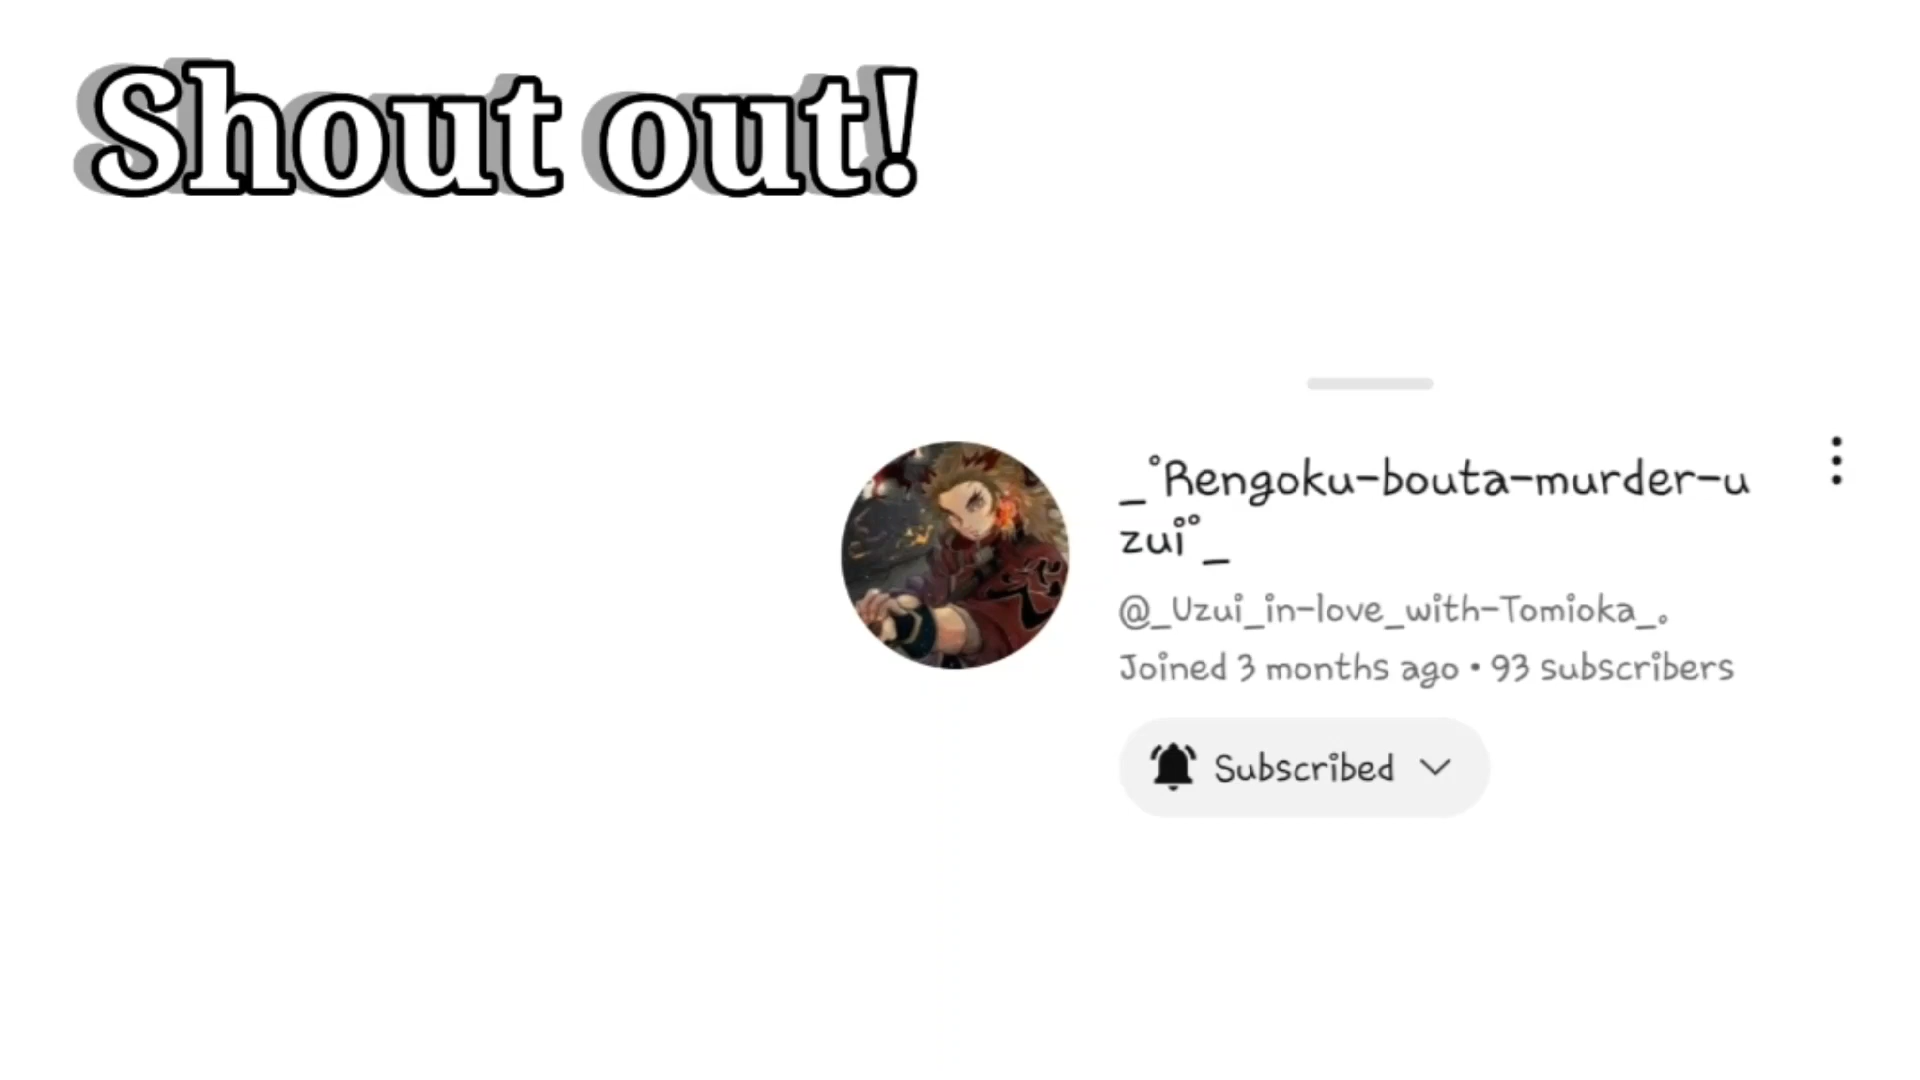 Shout out!
_°Rengoku-bouta-murder-u
zui°_
@_Uzui_in-love_with-Tomioka_。
Joined 3 months ago • 93 subscribers
Subscribed